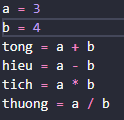 a = 3
b = 4
tong = a + b
hieu = a - b
tich = a * b
thuong = a / b